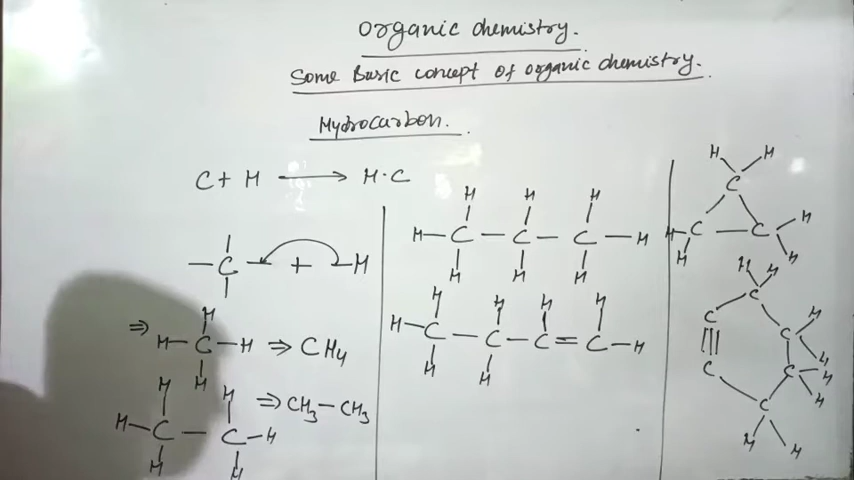 Organic chemistry.
Some Basic concept of organic chemistry.
Hydrocarbon.
C + H ⟶ H·C
—C— + —H
⇒ H—C—H ⇒ CH4
H
H
H H
H—C — C—H ⇒ CH3—CH3
H H
H H H
H—C — C — C—H
H H H
H H H H
H—C — C — C = C—H
H H
H H
C
H—C — C—H
H H
H H
C C
C H
C≡C
C H
H H
C H
H H